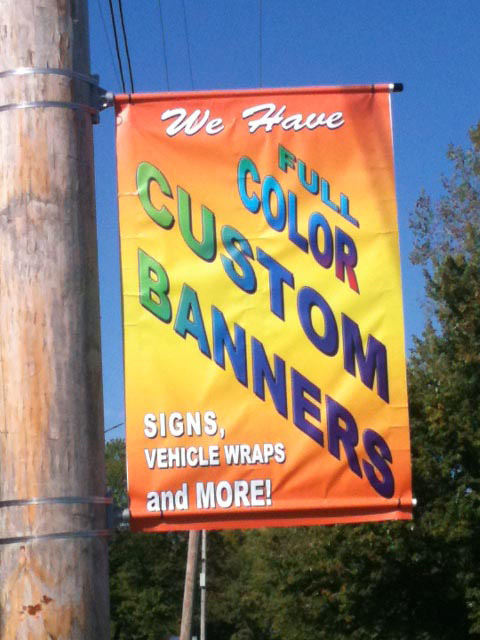 We Have
FULL
COLOR
CUSTOM
BANNERS
SIGNS,
VEHICLE WRAPS
and MORE!